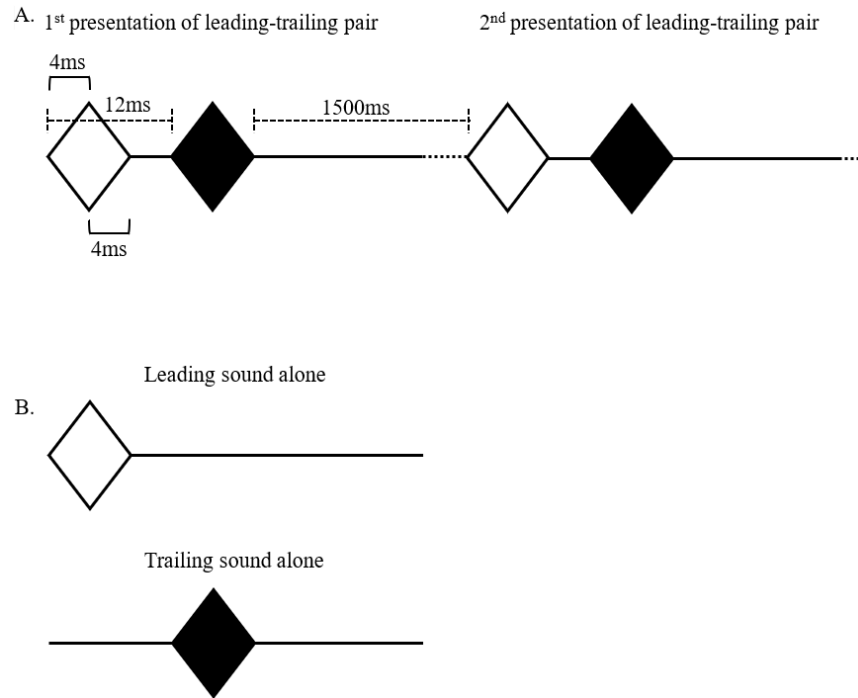 A. 1st presentation of leading-trailing pair
2nd presentation of leading-trailing pair
4ms
12ms
1500ms
4ms
Leading sound alone
B.
Trailing sound alone